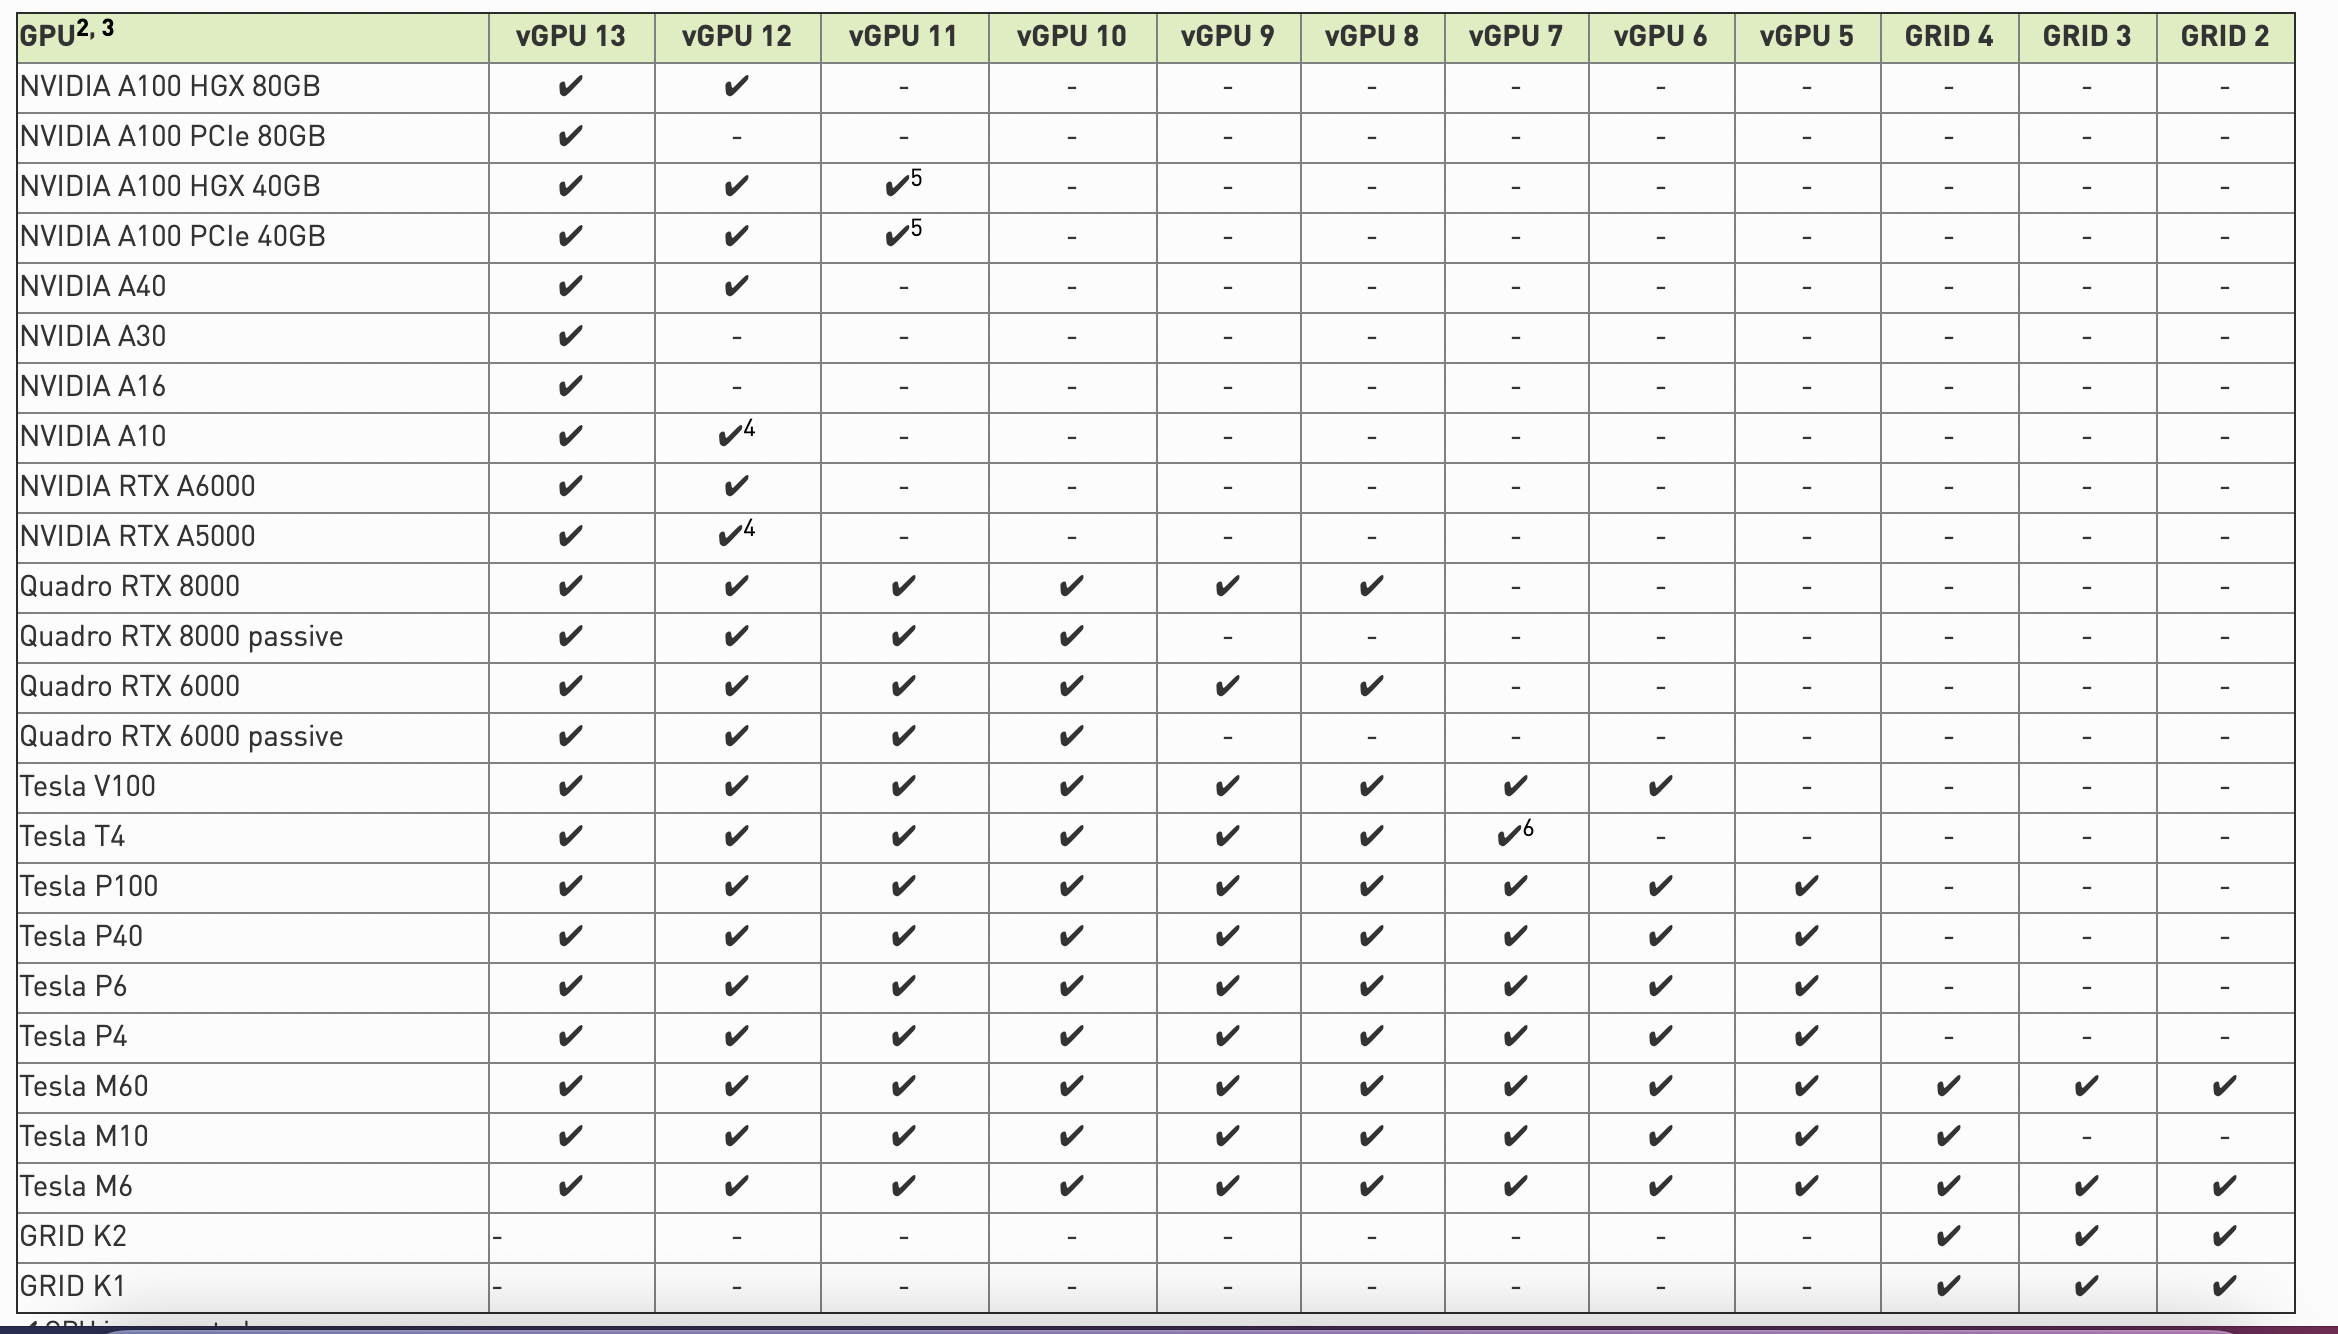 GPU2, 3 vGPU 13 vGPU 12 vGPU 11 vGPU 10 vGPU 9 vGPU 8 vGPU 7 vGPU 6 vGPU 5 GRID 4 GRID 3 GRID 2
NVIDIA A100 HGX 80GB ✔ ✔ - - - - - - - - - -
NVIDIA A100 PCIe 80GB ✔ - - - - - - - - - - -
NVIDIA A100 HGX 40GB ✔ ✔ ✔5 - - - - - - - - -
NVIDIA A100 PCIe 40GB ✔ ✔ ✔5 - - - - - - - - -
NVIDIA A40 ✔ ✔ - - - - - - - - - -
NVIDIA A30 ✔ - - - - - - - - - - -
NVIDIA A16 ✔ - - - - - - - - - - -
NVIDIA A10 ✔ ✔4 - - - - - - - - - -
NVIDIA RTX A6000 ✔ ✔ - - - - - - - - - -
NVIDIA RTX A5000 ✔ ✔4 - - - - - - - - - -
Quadro RTX 8000 ✔ ✔ ✔ ✔ ✔ ✔ - - - - - -
Quadro RTX 8000 passive ✔ ✔ ✔ ✔ - - - - - - - -
Quadro RTX 6000 ✔ ✔ ✔ ✔ ✔ ✔ - - - - - -
Quadro RTX 6000 passive ✔ ✔ ✔ ✔ - - - - - - - -
Tesla V100 ✔ ✔ ✔ ✔ ✔ ✔ ✔ ✔ - - - -
Tesla T4 ✔ ✔ ✔ ✔ ✔ ✔ ✔6 - - - - -
Tesla P100 ✔ ✔ ✔ ✔ ✔ ✔ ✔ ✔ ✔ - - -
Tesla P40 ✔ ✔ ✔ ✔ ✔ ✔ ✔ ✔ ✔ - - -
Tesla P6 ✔ ✔ ✔ ✔ ✔ ✔ ✔ ✔ ✔ - - -
Tesla P4 ✔ ✔ ✔ ✔ ✔ ✔ ✔ ✔ ✔ - - -
Tesla M60 ✔ ✔ ✔ ✔ ✔ ✔ ✔ ✔ ✔ ✔ ✔ ✔
Tesla M10 ✔ ✔ ✔ ✔ ✔ ✔ ✔ ✔ ✔ ✔ - -
Tesla M6 ✔ ✔ ✔ ✔ ✔ ✔ ✔ ✔ ✔ ✔ ✔ ✔
GRID K2 - - - - - - - - - ✔ ✔ ✔
GRID K1 - - - - - - - - - ✔ ✔ ✔